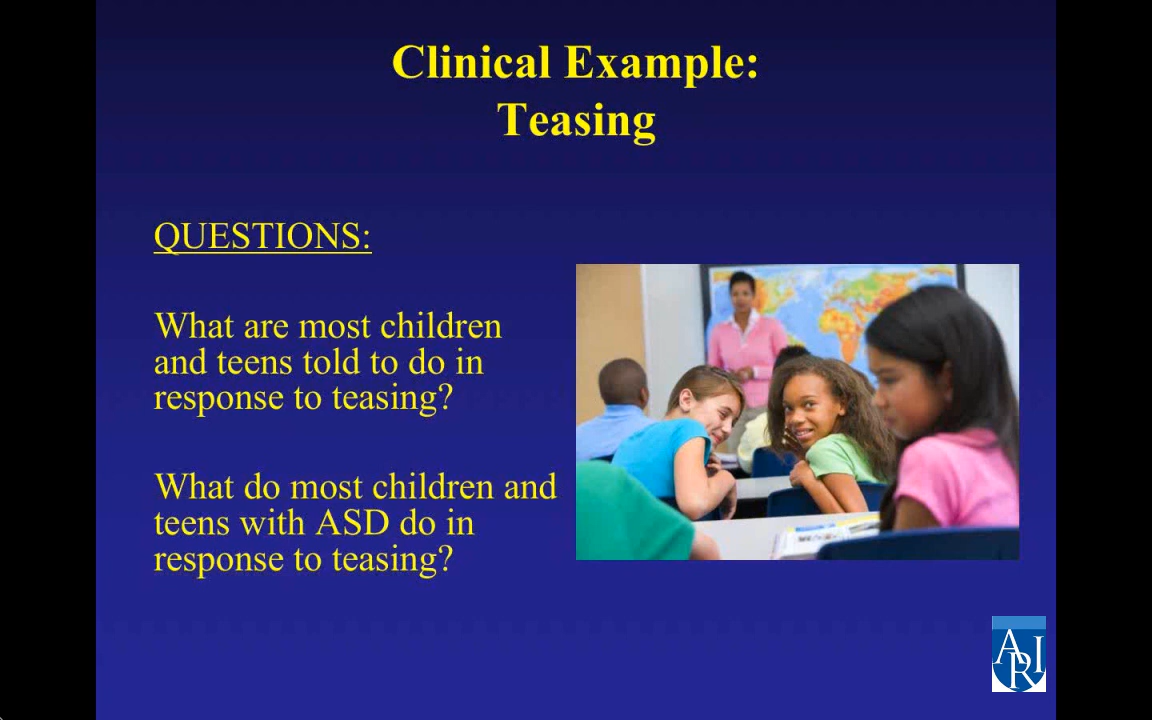 Clinical Example:
Teasing
QUESTIONS:
What are most children
and teens told to do in
response to teasing?
What do most children and
teens with ASD do in
response to teasing?
ARI